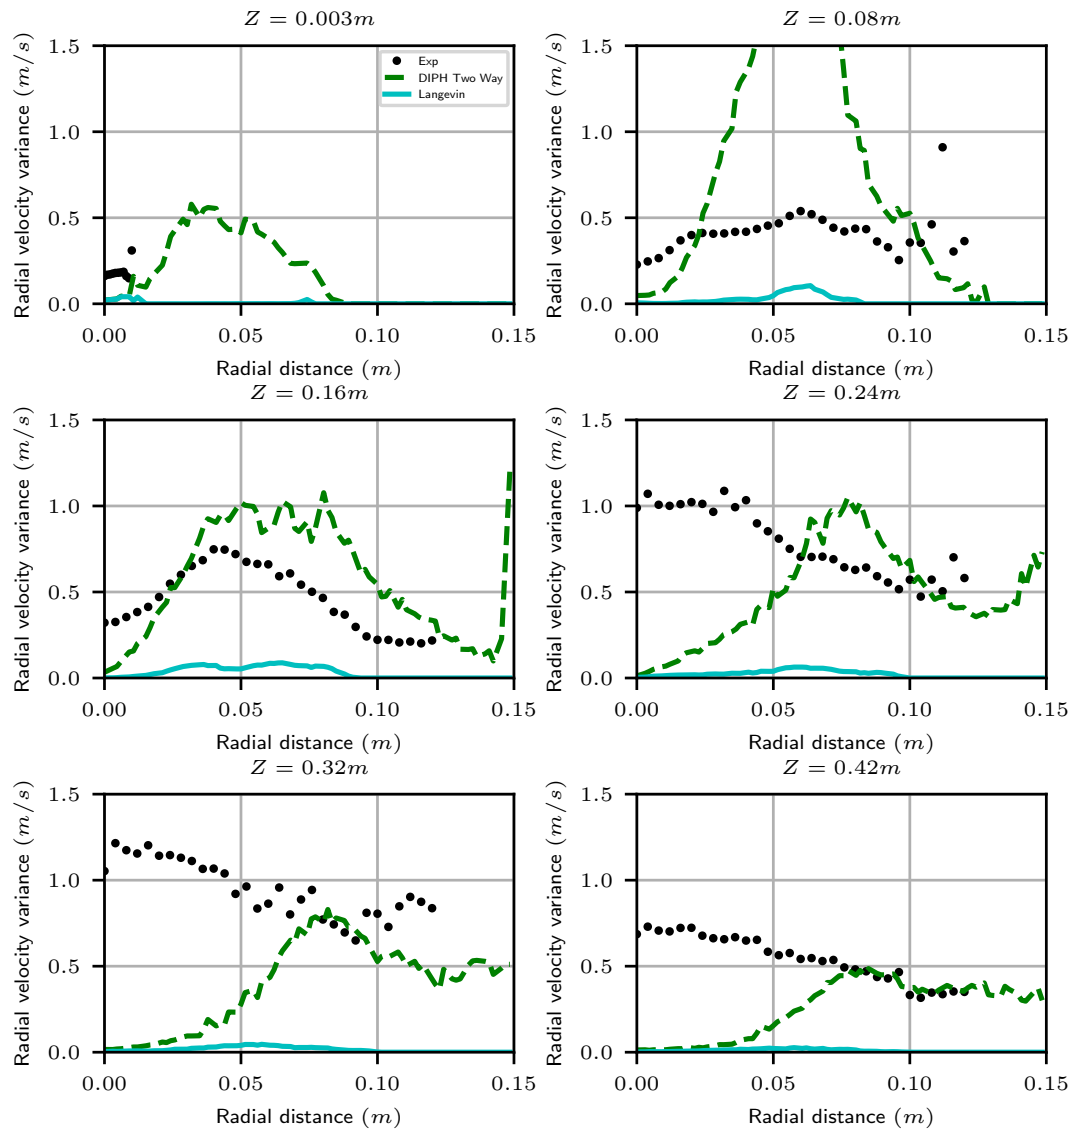 Z = 0.003m
Radial velocity variance (m/s)
1.5
1.0
0.5
0.0
Exp
DIPH Two Way
Langevin
0.00 0.05 0.10 0.15
Radial distance (m)
Z = 0.08m
Radial velocity variance (m/s)
1.5
1.0
0.5
0.0
0.00 0.05 0.10 0.15
Radial distance (m)
Z = 0.16m
Radial velocity variance (m/s)
1.5
1.0
0.5
0.0
0.00 0.05 0.10 0.15
Radial distance (m)
Z = 0.24m
Radial velocity variance (m/s)
1.5
1.0
0.5
0.0
0.00 0.05 0.10 0.15
Radial distance (m)
Z = 0.32m
Radial velocity variance (m/s)
1.5
1.0
0.5
0.0
0.00 0.05 0.10 0.15
Radial distance (m)
Z = 0.42m
Radial velocity variance (m/s)
1.5
1.0
0.5
0.0
0.00 0.05 0.10 0.15
Radial distance (m)